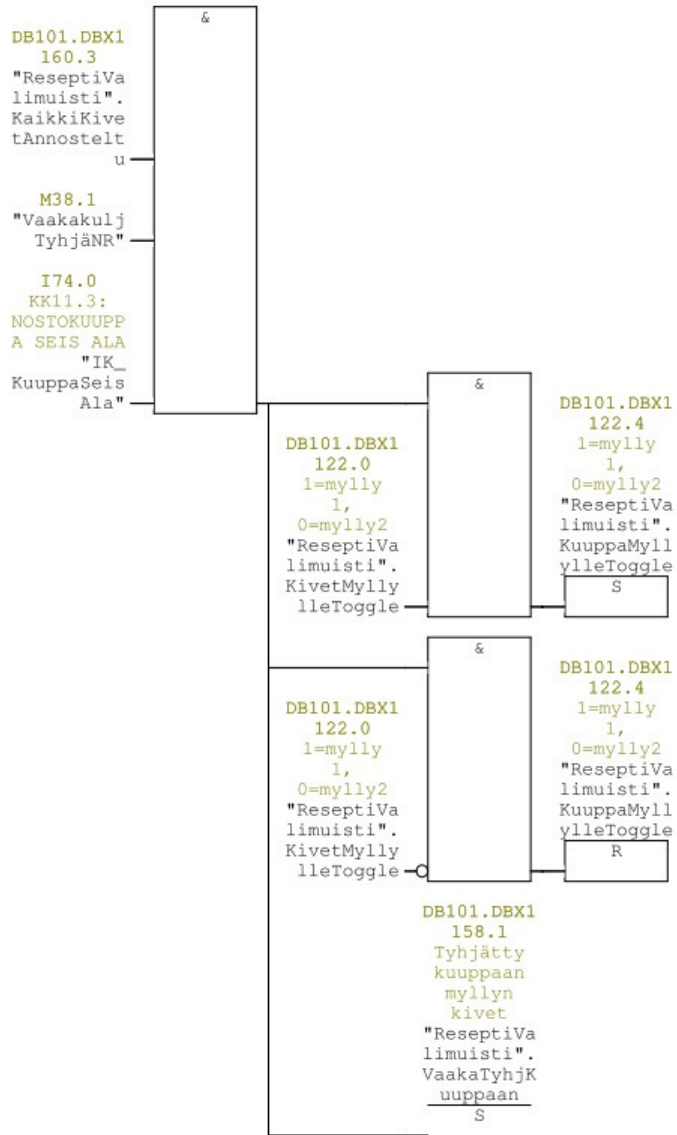 &
DB101.DBX1
160.3
"ReseptiVa
limuisti".
KaikkiKive
tAnnostelt
u
M38.1
"Vaakakulj
TyhjäNR"
I74.0
KK11.3:
NOSTOKUUPP
A SEIS ALA
"IK_
KuuppaSeis
Ala"
&
DB101.DBX1
122.0
1=mylly
1,
0=mylly2
"ReseptiVa
limuisti".
KivetMylly
lleToggle
DB101.DBX1
122.4
1=mylly
1,
0=mylly2
"ReseptiVa
limuisti".
KuuppaMyll
ylleToggle
S
&
DB101.DBX1
122.0
1=mylly
1,
0=mylly2
"ReseptiVa
limuisti".
KivetMylly
lleToggle
DB101.DBX1
122.4
1=mylly
1,
0=mylly2
"ReseptiVa
limuisti".
KuuppaMyll
ylleToggle
R
DB101.DBX1
158.1
Tyhjätty
kuuppaan
myllyn
kivet
"ReseptiVa
limuisti".
VaakaTyhjK
uuppaan
S